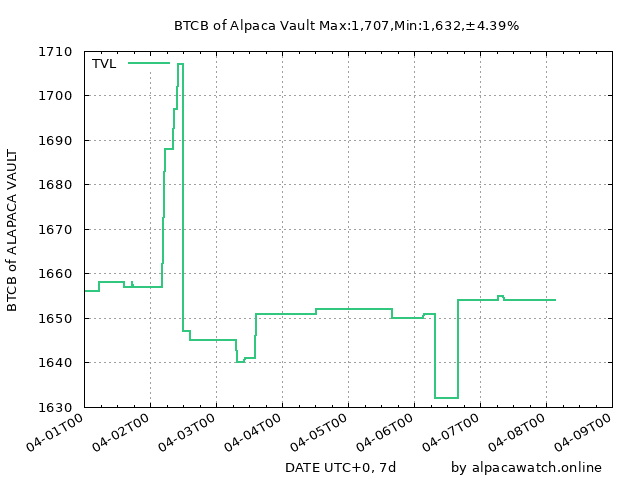 BTCB of Alpaca Vault Max:1,707,Min:1,632,±4.39%
TVL
1710
1700
1690
1680
1670
1660
1650
1640
1630
BTCB of ALAPACA VAULT
04-01T00
04-02T00
04-03T00
04-04T00
04-05T00
04-06T00
04-07T00
04-08T00
04-09T00
DATE UTC+0, 7d
by alpacawatch.online